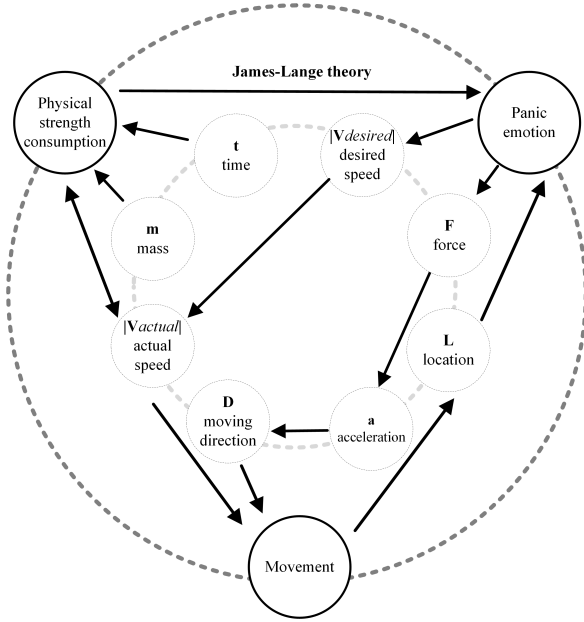 James-Lange theory
Physical
strength
consumption
Panic
emotion
t
time
|Vdesired|
desired
speed
m
mass
F
force
|Vactual|
actual
speed
L
location
D
moving
direction
a
acceleration
Movement